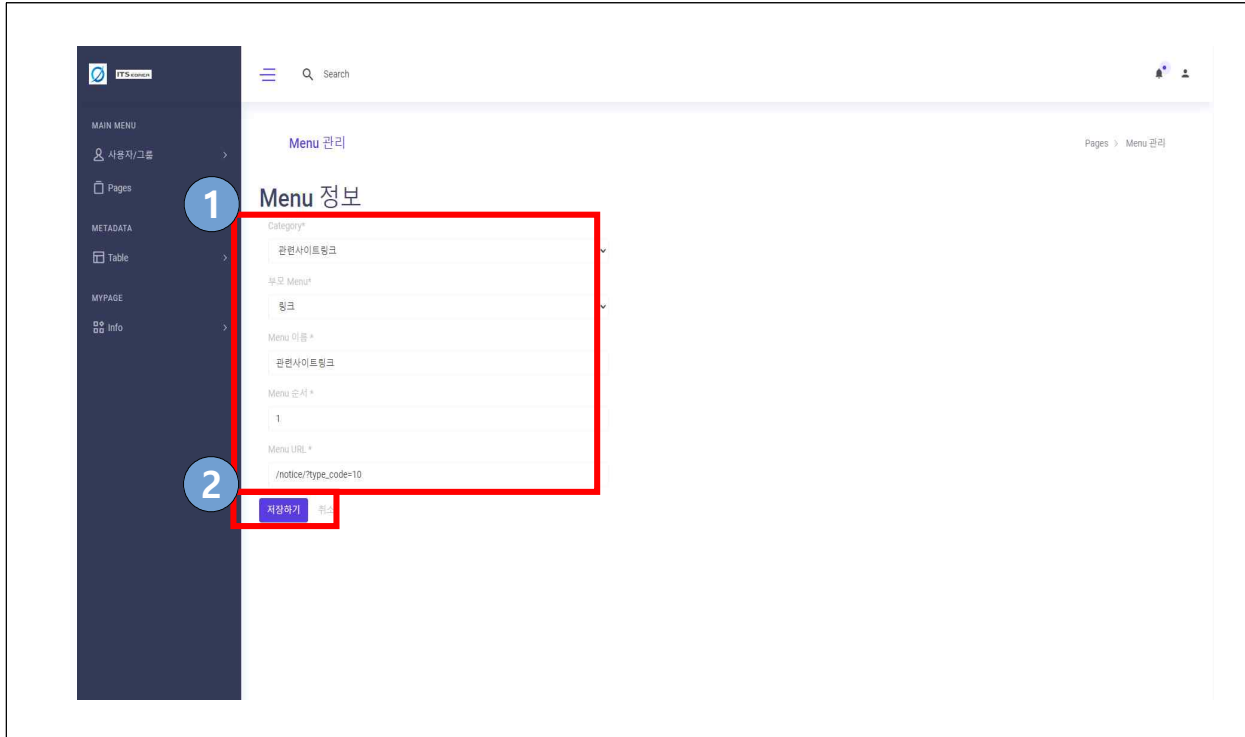 ITS KOREA
Search
MAIN MENU
사용자/그룹
Pages
METADATA
Table
MYPAGE
Info
Menu 관리
Pages > Menu 관리
Menu 정보
1
Category*
관련사이트링크
부모 Menu*
링크
Menu 이름 *
관련사이트링크
Menu 순서 *
1
Menu URL *
/notice/?type_code=10
2
저장하기 취소